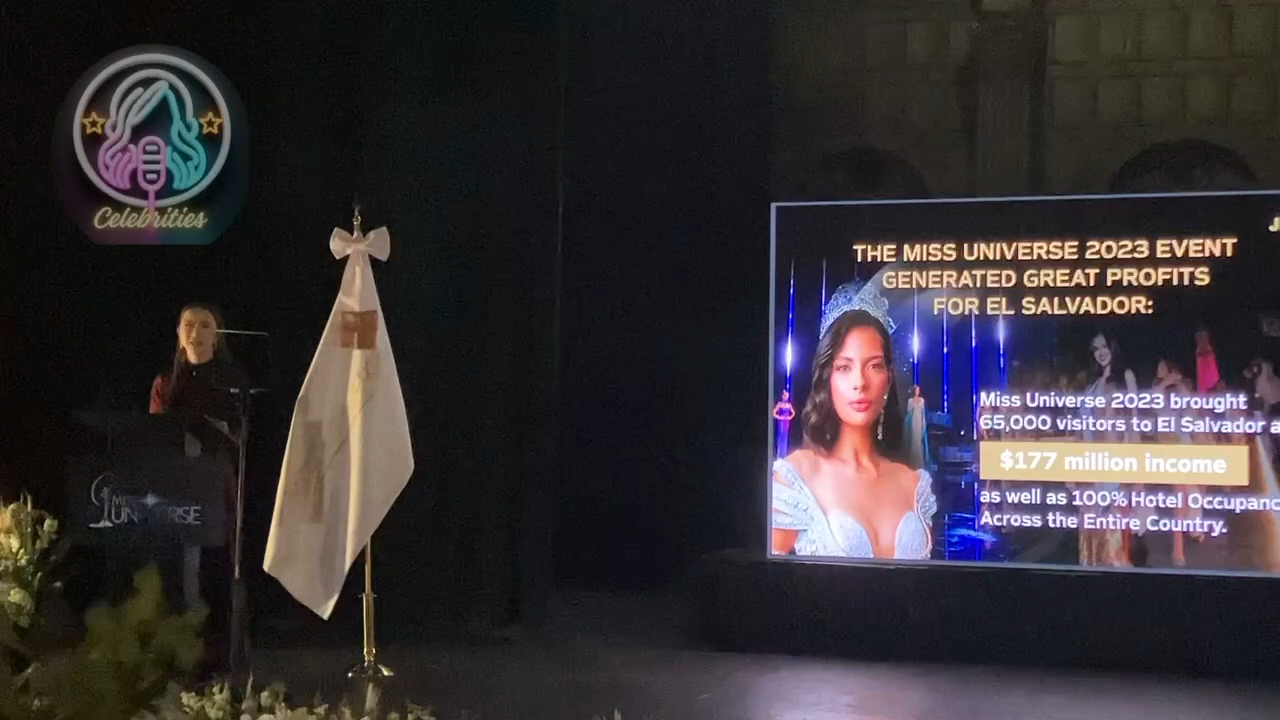 Celebrities
MISS
UNIVERSE
J
THE MISS UNIVERSE 2023 EVENT
GENERATED GREAT PROFITS
FOR EL SALVADOR:
Miss Universe 2023 brought
65,000 visitors to El Salvador a
$177 million income
as well as 100% Hotel Occupanc
Across the Entire Country.